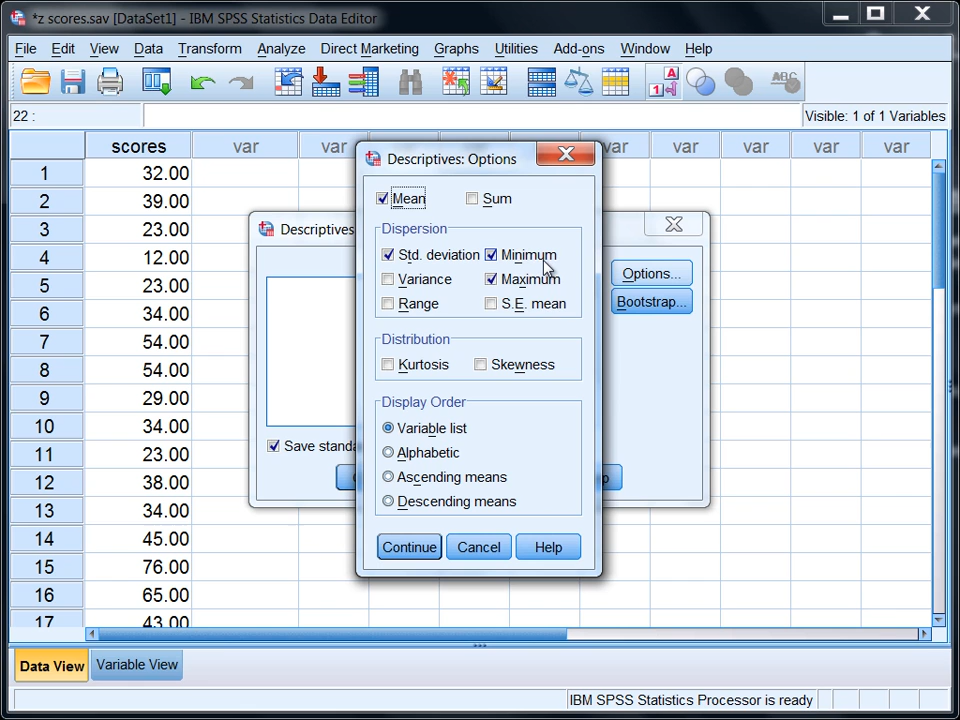 *z scores.sav [DataSet1] - IBM SPSS Statistics Data Editor
File Edit View Data Transform Analyze Direct Marketing Graphs Utilities Add-ons Window Help
22 :
Visible: 1 of 1 Variables
scores var var var var var var
Descriptives: Options
1 32.00
2 39.00
3 23.00
4 12.00
5 23.00
6 34.00
7 54.00
8 54.00
9 29.00
10 34.00
11 23.00
12 38.00
13 34.00
14 45.00
15 76.00
16 65.00
17 43.00
Descriptives
Options...
Bootstrap...
Save standa
Mean Sum
Dispersion
Std. deviation Minimum
Variance Maximum
Range S.E. mean
Distribution
Kurtosis Skewness
Display Order
Variable list
Alphabetic
Ascending means
Descending means
Continue Cancel Help
Data View Variable View
IBM SPSS Statistics Processor is ready